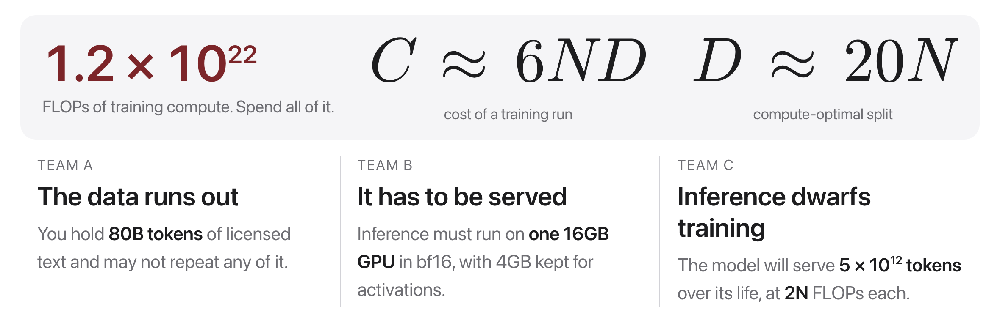 1.2 × 10²²
FLOPs of training compute. Spend all of it.
C ≈ 6ND
cost of a training run
D ≈ 20N
compute-optimal split
TEAM A
The data runs out
You hold 80B tokens of licensed
text and may not repeat any of it.
TEAM B
It has to be served
Inference must run on one 16GB
GPU in bf16, with 4GB kept for
activations.
TEAM C
Inference dwarfs
training
The model will serve 5 × 10¹² tokens
over its life, at 2N FLOPs each.